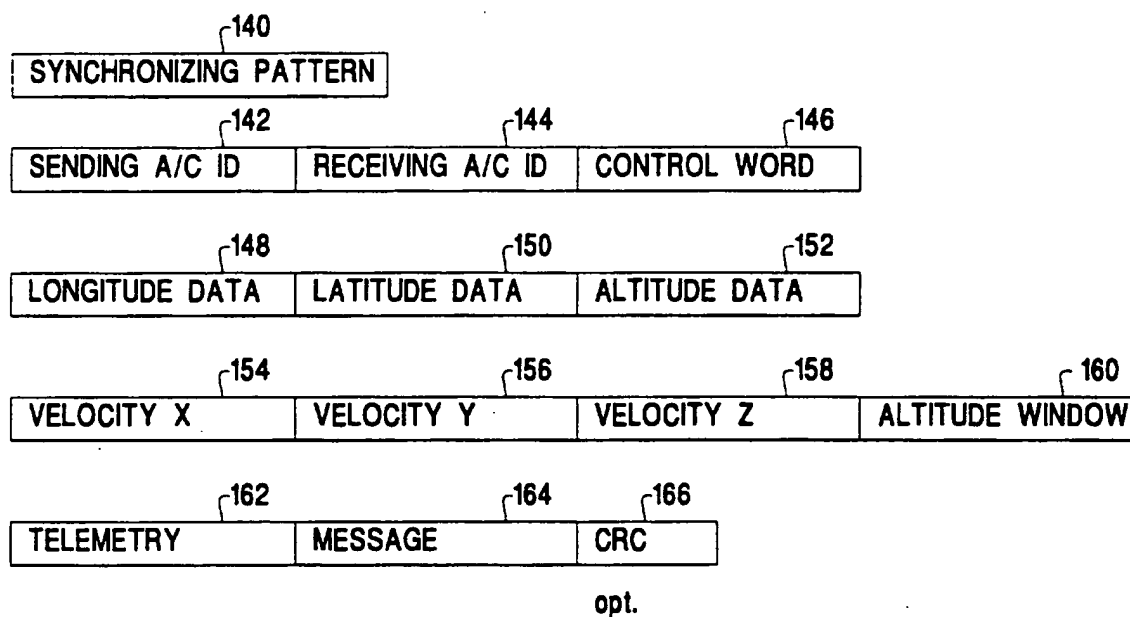 140
SYNCHRONIZING PATTERN
142 144 146
SENDING A/C ID RECEIVING A/C ID CONTROL WORD
148 150 152
LONGITUDE DATA LATITUDE DATA ALTITUDE DATA
154 156 158 160
VELOCITY X VELOCITY Y VELOCITY Z ALTITUDE WINDOW
162 164 166
TELEMETRY MESSAGE CRC
opt.